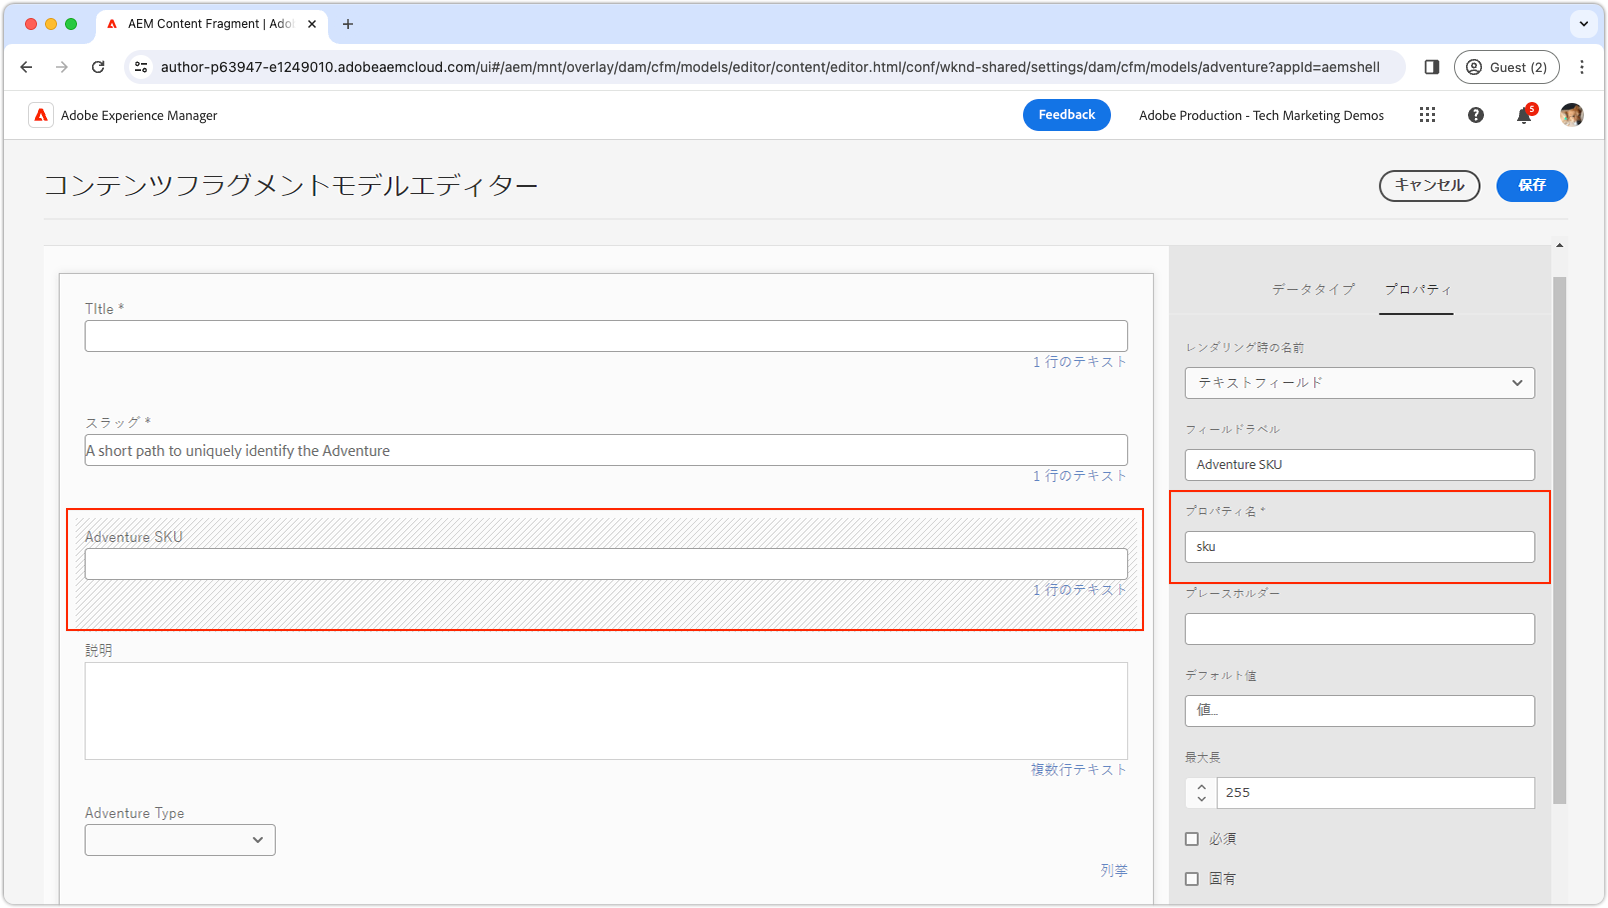 AEM Content Fragment | Ado
author-p63947-e1249010.adobeaemcloud.com/ui#/aem/mnt/overlay/dam/cfm/models/editor/content/editor.html/conf/wknd-shared/settings/dam/cfm/models/adventure?appId=aemshell
Guest (2)
Adobe Experience Manager
Feedback
Adobe Production - Tech Marketing Demos
5
コンテンツフラグメントモデルエディター
キャンセル
保存
TItle *
1 行のテキスト
スラッグ *
A short path to uniquely identify the Adventure
1 行のテキスト
Adventure SKU
1 行のテキスト
説明
複数行テキスト
Adventure Type
列挙
データタイプ
プロパティ
レンダリング時の名前
テキストフィールド
フィールドラベル
Adventure SKU
プロパティ名 *
sku
プレースホルダー
デフォルト値
値...
最大長
255
必須
固有